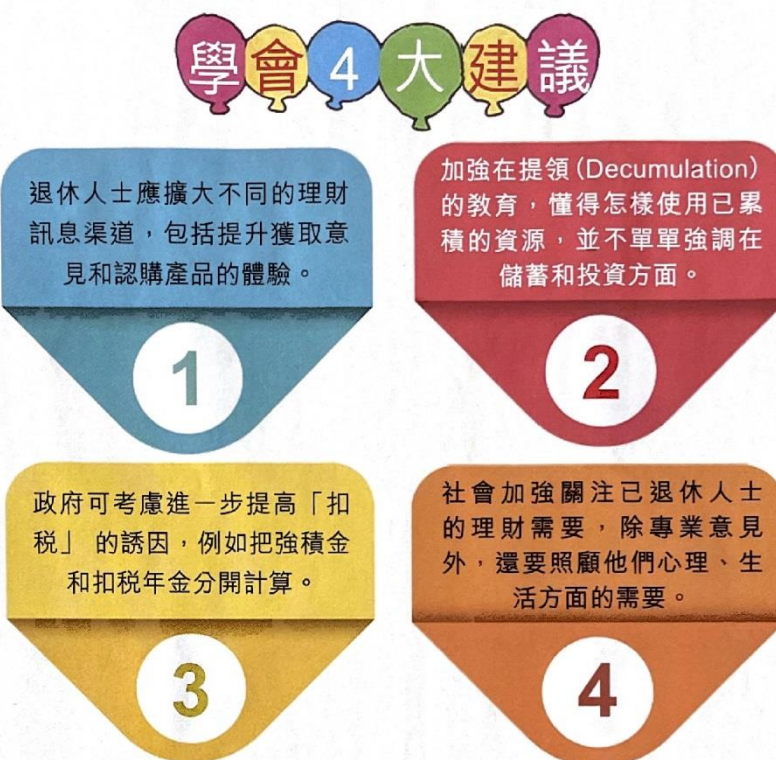 學會4大建議
退休人士應擴大不同的理財
訊息渠道，包括提升獲取意
見和認購產品的體驗。
1
加強在提領(Decumulation)
的教育，懂得怎樣使用已累
積的資源，並不單單強調在
儲蓄和投資方面。
2
政府可考慮進一步提高「扣
稅」 的誘因，例如把強積金
和扣稅年金分開計算。
3
社會加強關注已退休人士
的理財需要，除專業意見
外，還要照顧他們心理、生
活方面的需要。
4